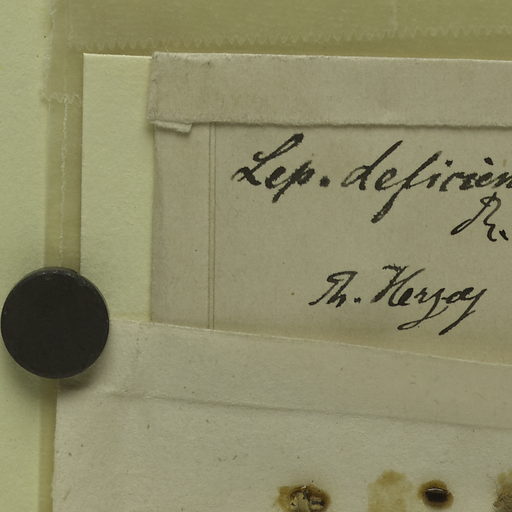 Lep. deficien
R.
Th. Herzog